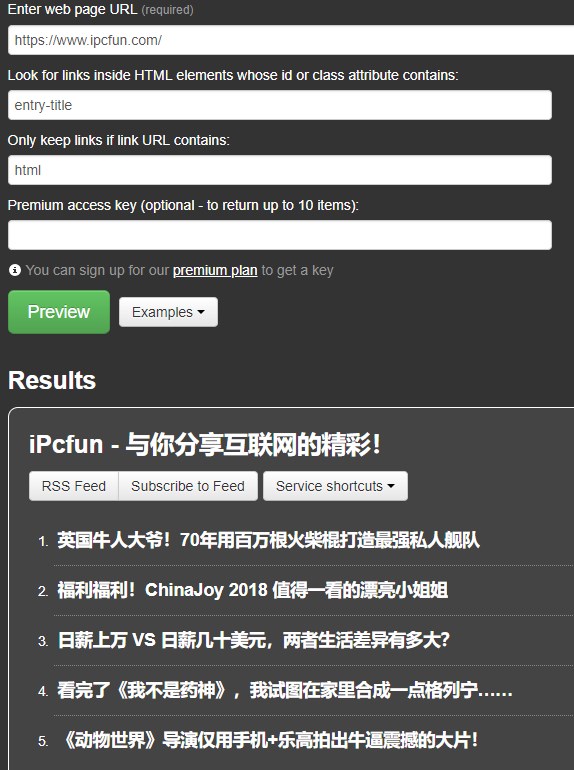 Enter web page URL (required)
https://www.ipcfun.com/
Look for links inside HTML elements whose id or class attribute contains:
entry-title
Only keep links if link URL contains:
html
Premium access key (optional - to return up to 10 items):
You can sign up for our premium plan to get a key
Preview Examples
Results
iPcfun - 与你分享互联网的精彩!
RSS Feed Subscribe to Feed Service shortcuts
1. 英国牛人大爷！70年用百万根火柴棍打造最强私人舰队
2. 福利福利！ChinaJoy 2018 值得一看的漂亮小姐姐
3. 日薪上万 VS 日薪几十美元，两者生活差异有多大？
4. 看完了《我不是药神》，我试图在家里合成一点格列宁……
5. 《动物世界》导演仅用手机+乐高拍出牛逼震撼的大片！